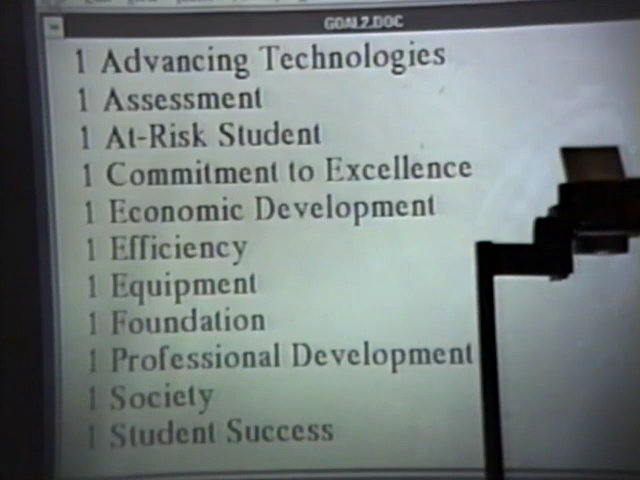 GOAL2.DOC
1 Advancing Technologies
1 Assessment
1 At-Risk Student
1 Commitment to Excellence
1 Economic Development
1 Efficiency
1 Equipment
1 Foundation
1 Professional Development
1 Society
1 Student Success